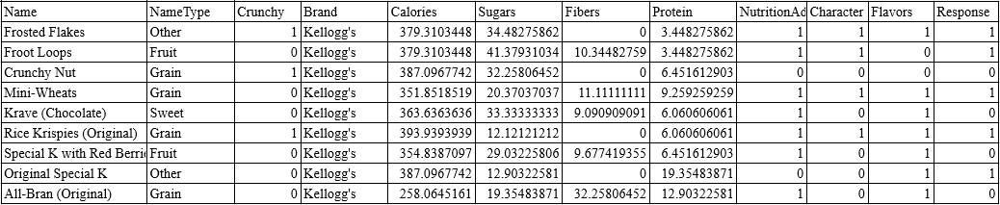 Name NameType Crunchy Brand Calories Sugars Fibers Protein NutritionAd Character Flavors Response
Frosted Flakes Other 1 Kellogg's 379.3103448 34.48275862 0 3.448275862 1 1 1 1
Froot Loops Fruit 0 Kellogg's 379.3103448 41.37931034 10.34482759 3.448275862 1 1 0 1
Crunchy Nut Grain 1 Kellogg's 387.0967742 32.25806452 0 6.451612903 0 0 0 0
Mini-Wheats Grain 0 Kellogg's 351.8518519 20.37037037 11.11111111 9.259259259 1 1 1 1
Krave (Chocolate) Sweet 0 Kellogg's 363.6363636 33.33333333 9.090909091 6.060606061 1 0 1 0
Rice Krispies (Original) Grain 1 Kellogg's 393.9393939 12.12121212 0 6.060606061 1 1 1 1
Special K with Red Berri Fruit 0 Kellogg's 354.8387097 29.03225806 9.677419355 6.451612903 1 0 1 0
Original Special K Other 0 Kellogg's 387.0967742 12.90322581 0 19.35483871 0 0 1 1
All-Bran (Original) Grain 0 Kellogg's 258.0645161 19.35483871 32.25806452 12.90322581 1 0 1 0